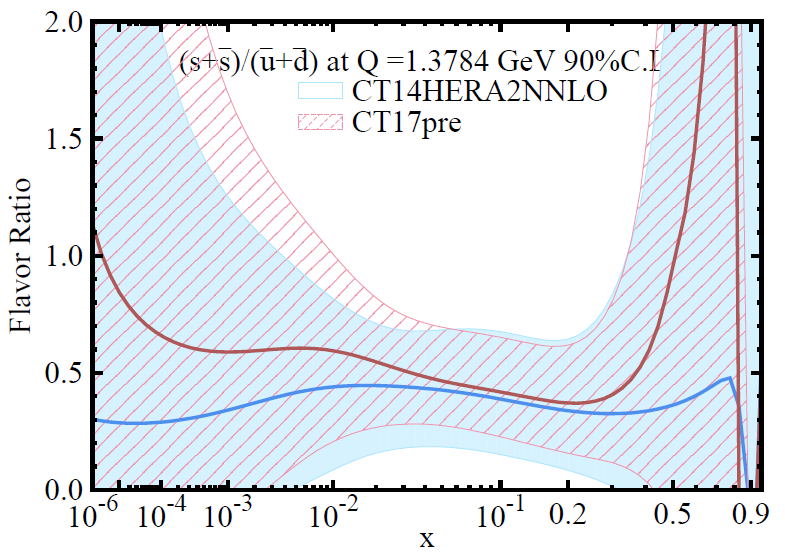 2.0
(s+s̅)/(u̅+d̅) at Q =1.3784 GeV 90%C.L
CT14HERA2NNLO
CT17pre
1.5
Flavor Ratio
1.0
0.5
0.0
10⁻⁶ 10⁻⁴ 10⁻³ 10⁻² 10⁻¹ 0.2 0.5 0.9
x